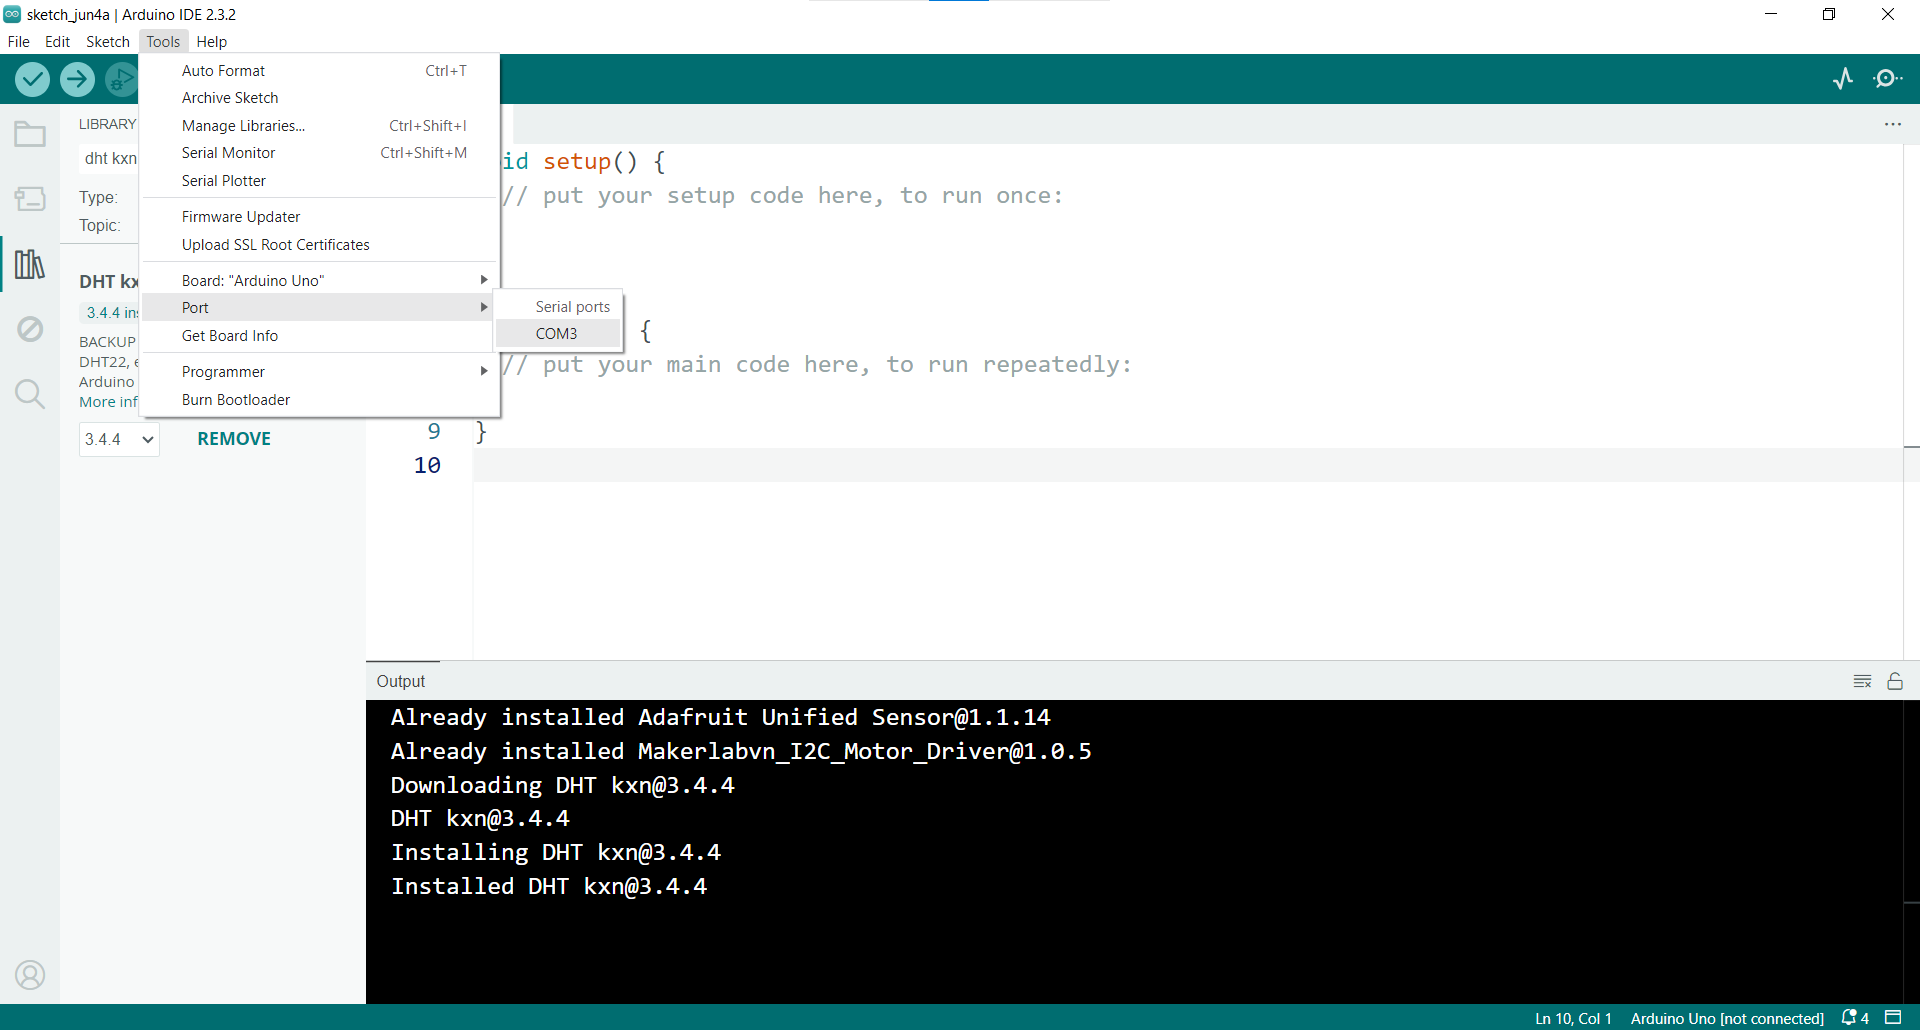 sketch_jun4a | Arduino IDE 2.3.2
File Edit Sketch Tools Help
Auto Format Ctrl+T
Archive Sketch
Manage Libraries... Ctrl+Shift+I
Serial Monitor Ctrl+Shift+M
Serial Plotter
Firmware Updater
Upload SSL Root Certificates
Board: "Arduino Uno"
Port
Get Board Info
Programmer
Burn Bootloader
Serial ports
COM3
LIBRARY
dht kxn
Type:
Topic:
DHT kx
3.4.4 ins
BACKUP
DHT22, e
Arduino
More inf
3.4.4 REMOVE
id setup() {
// put your setup code here, to run once:
{
// put your main code here, to run repeatedly:
9 }
10
Output
Already installed Adafruit Unified Sensor@1.1.14
Already installed Makerlabvn_I2C_Motor_Driver@1.0.5
Downloading DHT kxn@3.4.4
DHT kxn@3.4.4
Installing DHT kxn@3.4.4
Installed DHT kxn@3.4.4
Ln 10, Col 1 Arduino Uno [not connected] 4